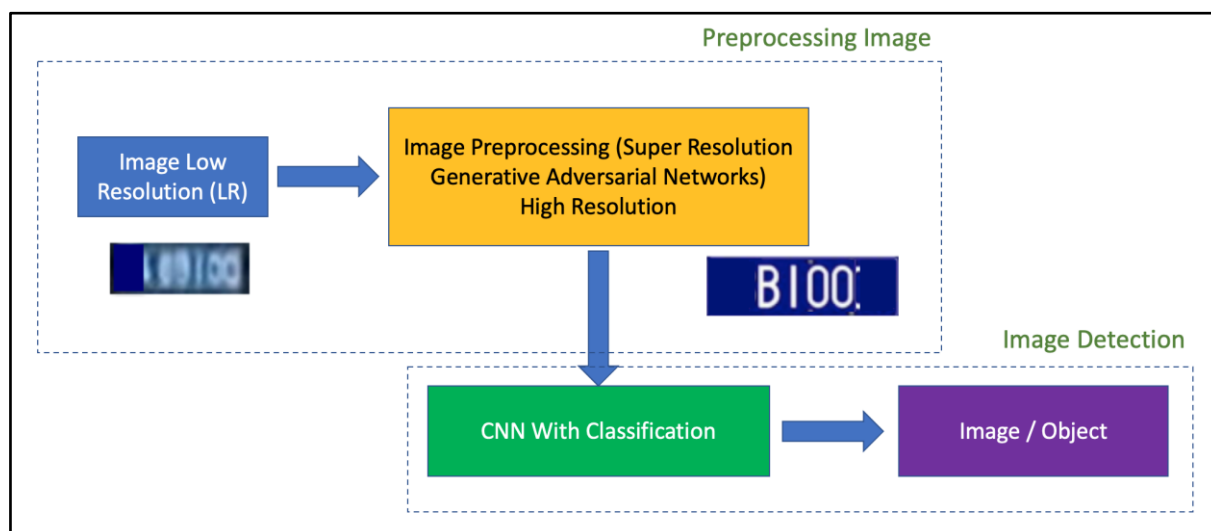 Preprocessing Image
Image Low
Resolution (LR)
Image Preprocessing (Super Resolution
Generative Adversarial Networks)
High Resolution
BI00
Image Detection
CNN With Classification
Image / Object